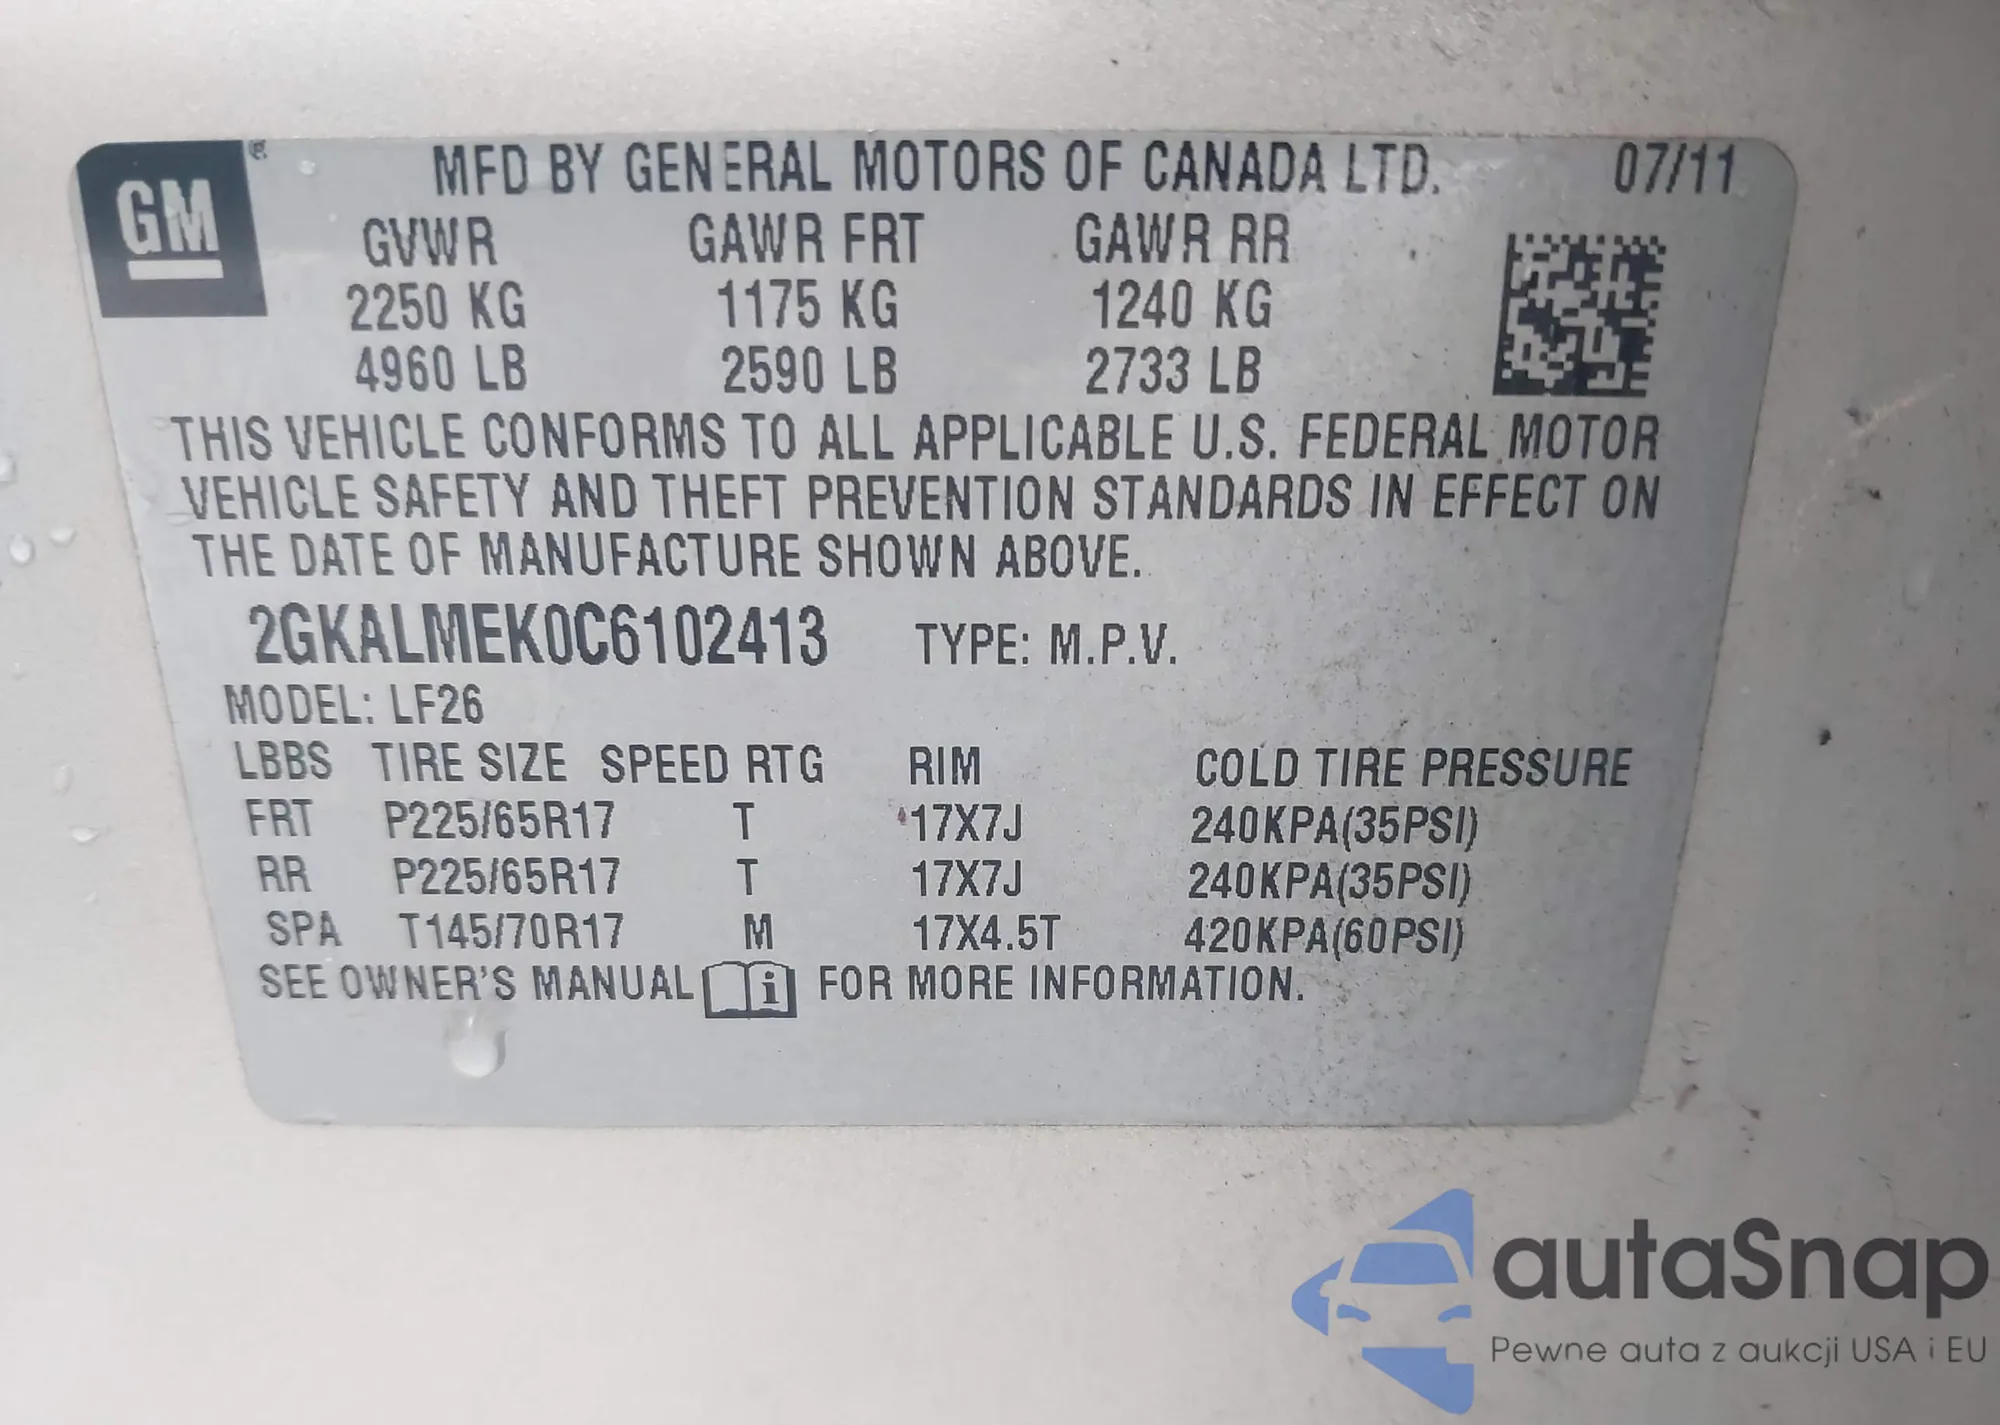 GM
MFD BY GENERAL MOTORS OF CANADA LTD. 07/11
GVWR GAWR FRT GAWR RR
2250 KG 1175 KG 1240 KG
4960 LB 2590 LB 2733 LB
THIS VEHICLE CONFORMS TO ALL APPLICABLE U.S. FEDERAL MOTOR
VEHICLE SAFETY AND THEFT PREVENTION STANDARDS IN EFFECT ON
THE DATE OF MANUFACTURE SHOWN ABOVE.
2GKALMEK0C6102413 TYPE: M.P.V.
MODEL: LF26
LBBS TIRE SIZE SPEED RTG RIM COLD TIRE PRESSURE
FRT P225/65R17 T 17X7J 240KPA(35PSI)
RR P225/65R17 T 17X7J 240KPA(35PSI)
SPA T145/70R17 M 17X4.5T 420KPA(60PSI)
SEE OWNER'S MANUAL i FOR MORE INFORMATION.
autaSnap
Pewne auta z aukcji USA i EU